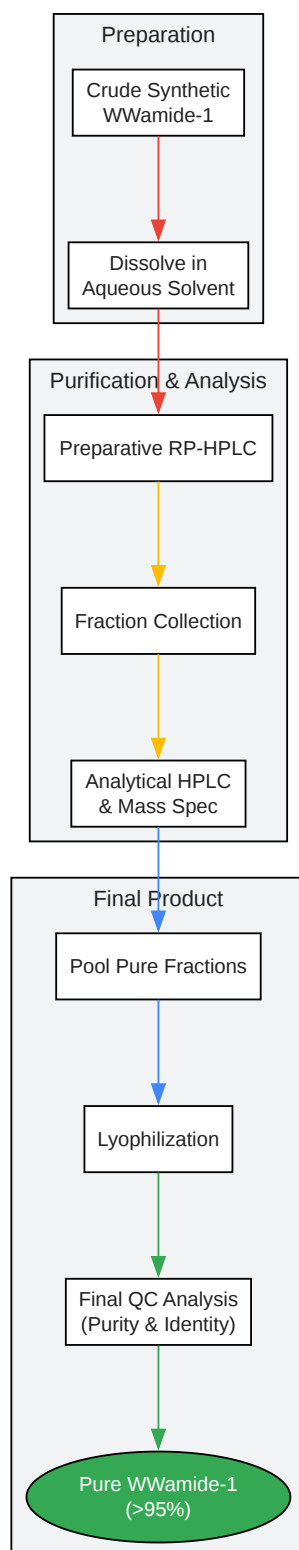 Preparation
Crude Synthetic
WWamide-1
Dissolve in
Aqueous Solvent
Purification & Analysis
Preparative RP-HPLC
Fraction Collection
Analytical HPLC
& Mass Spec
Final Product
Pool Pure Fractions
Lyophilization
Final QC Analysis
(Purity & Identity)
Pure WWamide-1
(>95%)